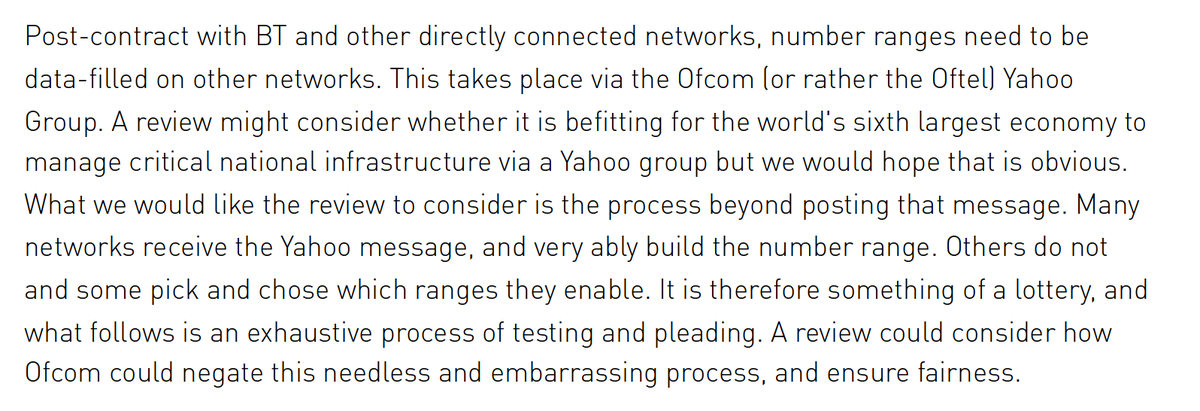 Post-contract with BT and other directly connected networks, number ranges need to be
data-filled on other networks. This takes place via the Ofcom (or rather the Oftel) Yahoo
Group. A review might consider whether it is befitting for the world's sixth largest economy to
manage critical national infrastructure via a Yahoo group but we would hope that is obvious.
What we would like the review to consider is the process beyond posting that message. Many
networks receive the Yahoo message, and very ably build the number range. Others do not
and some pick and chose which ranges they enable. It is therefore something of a lottery, and
what follows is an exhaustive process of testing and pleading. A review could consider how
Ofcom could negate this needless and embarrassing process, and ensure fairness.